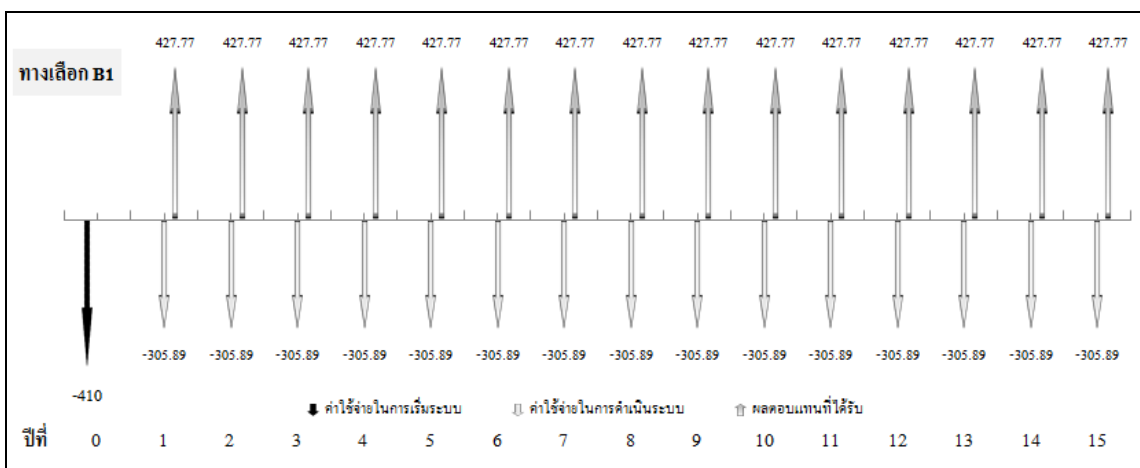 427.77 427.77 427.77 427.77 427.77 427.77 427.77 427.77 427.77 427.77 427.77 427.77 427.77 427.77 427.77
ทางเลือก B1
-305.89 -305.89 -305.89 -305.89 -305.89 -305.89 -305.89 -305.89 -305.89 -305.89 -305.89 -305.89 -305.89 -305.89 -305.89
-410
ค่าใช้จ่ายในการเริ่มระบบ ค่าใช้จ่ายในการดำเนินระบบ ผลตอบแทนที่ได้รับ
ปีที่ 0 1 2 3 4 5 6 7 8 9 10 11 12 13 14 15